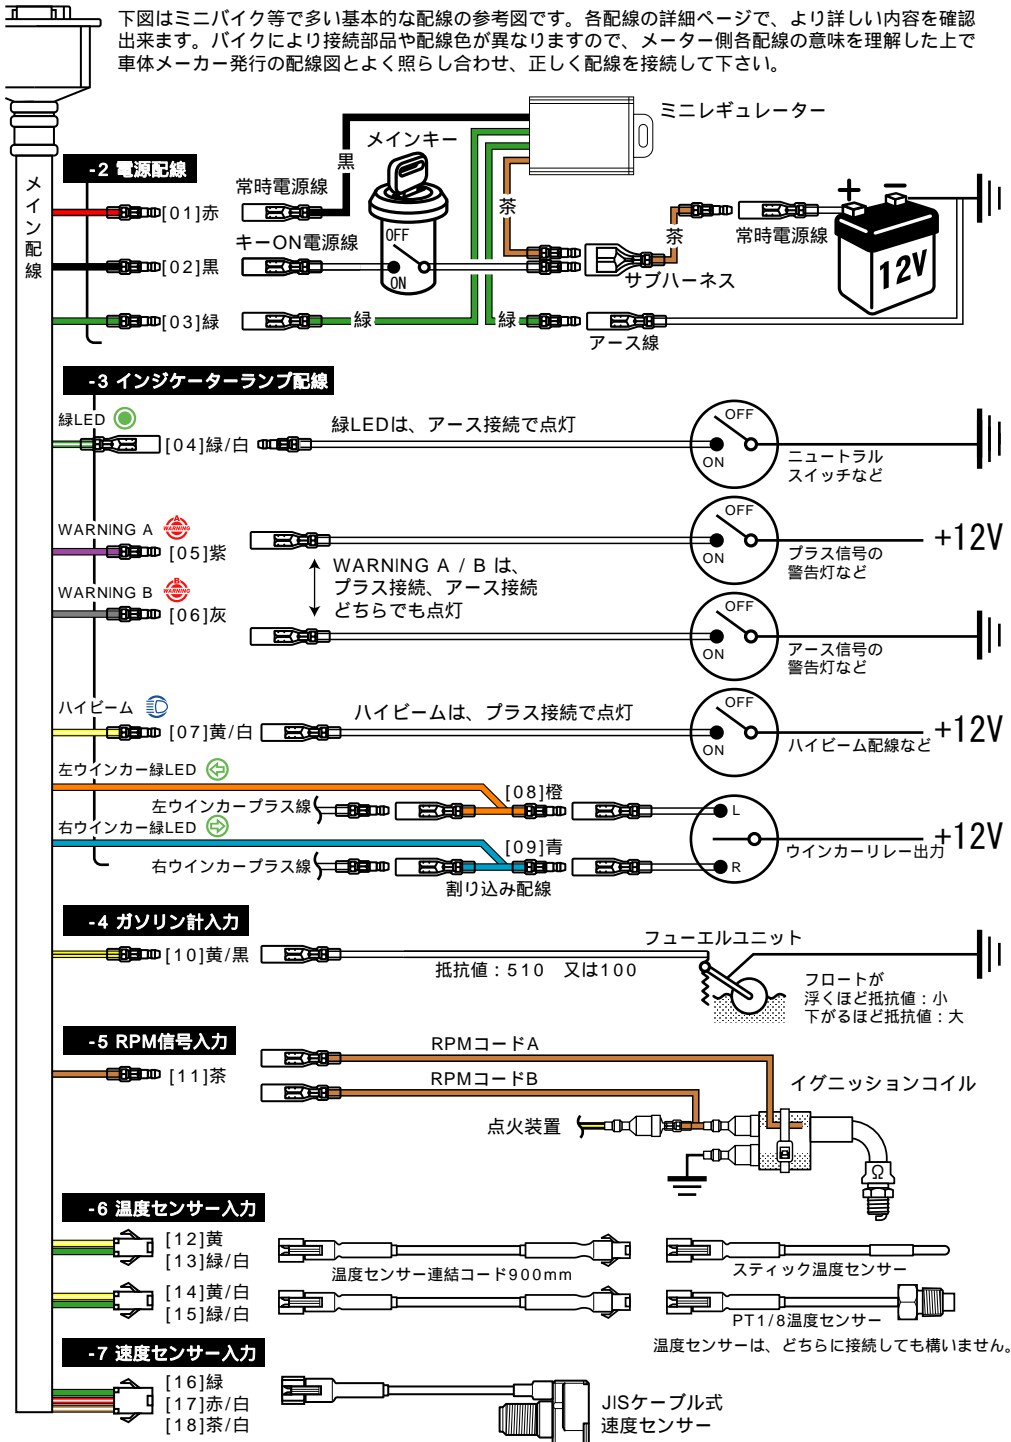 下図はミニバイク等で多い基本的な配線の参考図です。各配線の詳細ページで、より詳しい内容を確認
出来ます。バイクにより接続部品や配線色が異なりますので、メーター側各配線の意味を理解した上で
車体メーカー発行の配線図とよく照らし合わせ、正しく配線を接続して下さい。
ミニレギュレーター
メインキー
黒
メイン配線
-2 電源配線
常時電源線
[01]赤
茶
OFF
ON
キーON電源線
[02]黒
茶
サブハーネス
常時電源線
+ −
12V
[03]緑
緑
緑
アース線
-3 インジケーターランプ配線
緑LED
[04]緑/白
緑LEDは、アース接続で点灯
OFF
ON
ニュートラル
スイッチなど
WARNING A
A
WARNING
[05]紫
OFF
ON
+12V
プラス信号の
警告灯など
WARNING A / B は、
プラス接続、アース接続
どちらでも点灯
WARNING B
B
WARNING
[06]灰
OFF
ON
アース信号の
警告灯など
ハイビーム
[07]黄/白
ハイビームは、プラス接続で点灯
OFF
ON
+12V
ハイビーム配線など
左ウインカー緑LED
[08]橙
左ウインカープラス線
L
右ウインカー緑LED
[09]青
+12V
ウインカーリレー出力
右ウインカープラス線
R
割り込み配線
-4 ガソリン計入力
[10]黄/黒
抵抗値:510 又は100
フューエルユニット
フロートが
浮くほど抵抗値:小
下がるほど抵抗値:大
-5 RPM信号入力
[11]茶
RPMコードA
RPMコードB
イグニッションコイル
点火装置
Ω
-6 温度センサー入力
[12]黄
[13]緑/白
温度センサー連結コード900mm
スティック温度センサー
[14]黄/白
[15]緑/白
PT1/8温度センサー
温度センサーは、どちらに接続しても構いません。
-7 速度センサー入力
[16]緑
[17]赤/白
[18]茶/白
JISケーブル式
速度センサー